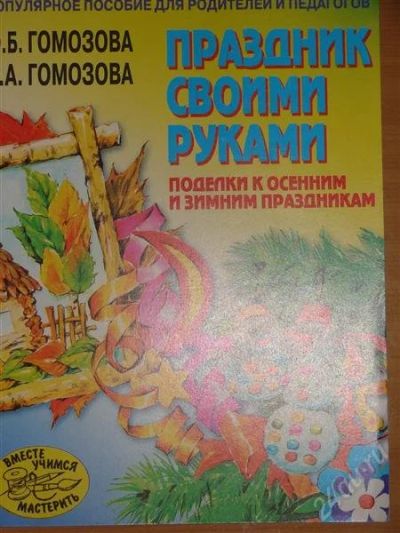 ОПУЛЯРНОЕ ПОСОБИЕ ДЛЯ РОДИТЕЛЕЙ И ПЕДАГОГОВ
.Б. ГОМОЗОВА
.А. ГОМОЗОВА
ПРАЗДНИК
СВОИМИ
РУКАМИ
ПОДЕЛКИ К ОСЕННИМ
И ЗИМНИМ ПРАЗДНИКАМ
ВМЕСТЕ
УЧИМСЯ
МАСТЕРИТЬ